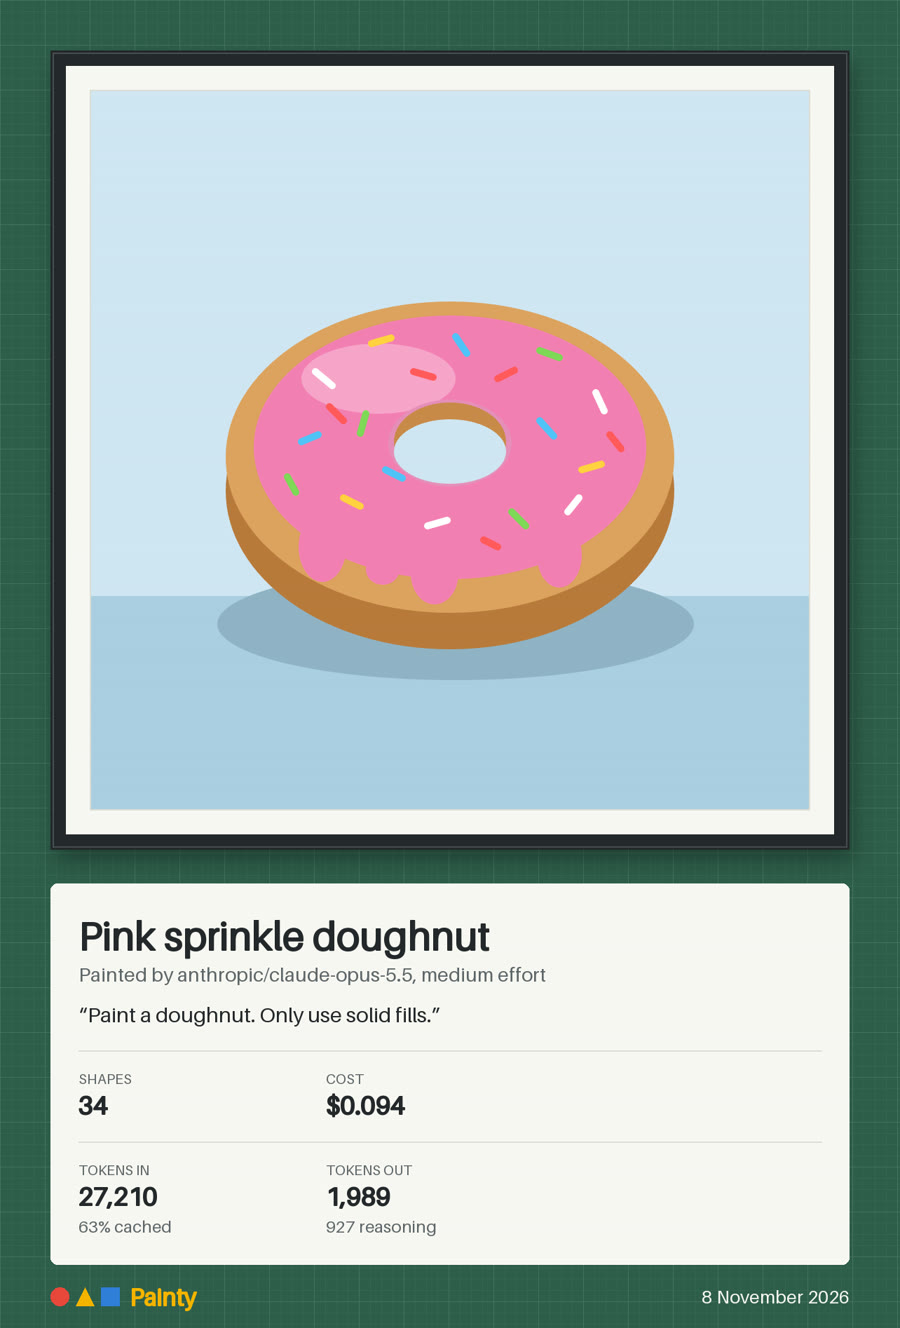 Pink sprinkle doughnut
Painted by anthropic/claude-opus-5.5, medium effort
“Paint a doughnut. Only use solid fills.”
SHAPES
34
COST
$0.094
TOKENS IN
27,210
63% cached
TOKENS OUT
1,989
927 reasoning
Painty
8 November 2026